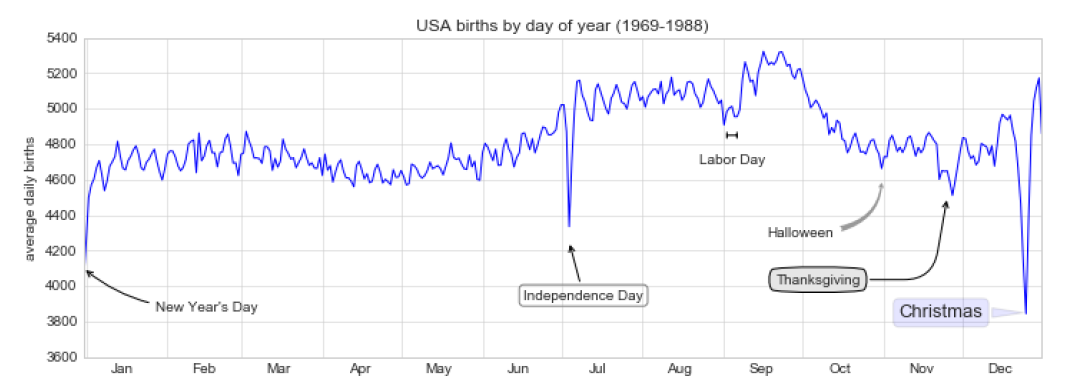 USA births by day of year (1969-1988)
5400
5200
5000
4800
4600
4400
4200
4000
3800
3600
average daily births
Labor Day
Halloween
Thanksgiving
Independence Day
New Year's Day
Christmas
Jan Feb Mar Apr May Jun Jul Aug Sep Oct Nov Dec